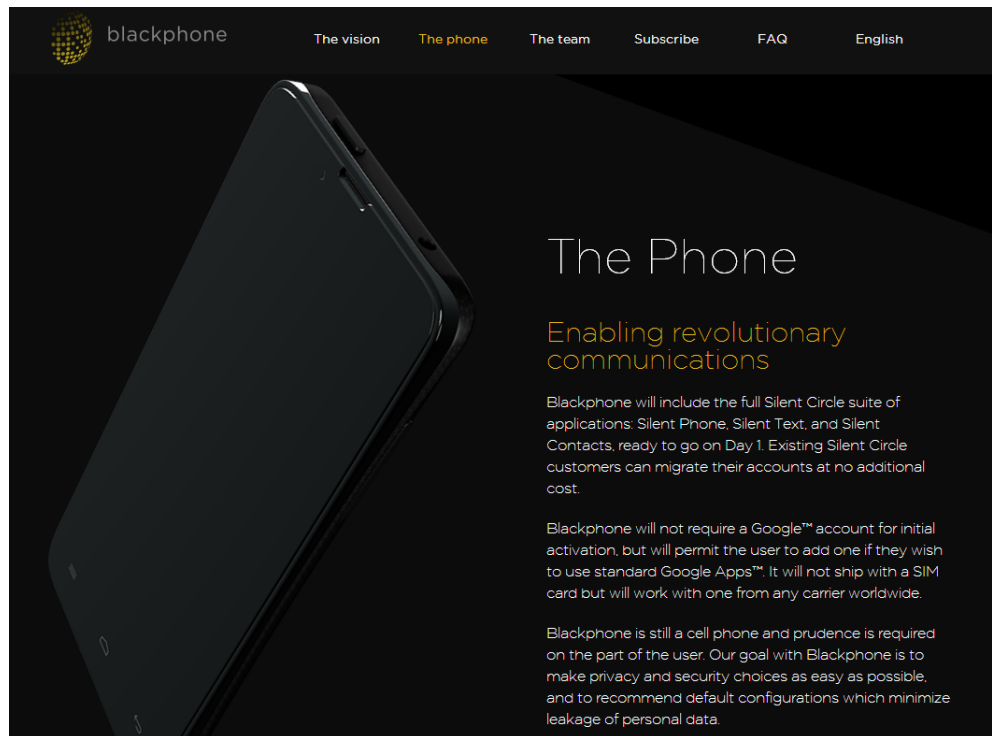 blackphone
The vision
The phone
The team
Subscribe
FAQ
English
The Phone
Enabling revolutionary
communications
Blackphone will include the full Silent Circle suite of
applications: Silent Phone, Silent Text, and Silent
Contacts, ready to go on Day 1. Existing Silent Circle
customers can migrate their accounts at no additional
cost.
Blackphone will not require a Google™ account for initial
activation, but will permit the user to add one if they wish
to use standard Google Apps™. It will not ship with a SIM
card but will work with one from any carrier worldwide.
Blackphone is still a cell phone and prudence is required
on the part of the user. Our goal with Blackphone is to
make privacy and security choices as easy as possible,
and to recommend default configurations which minimize
leakage of personal data.